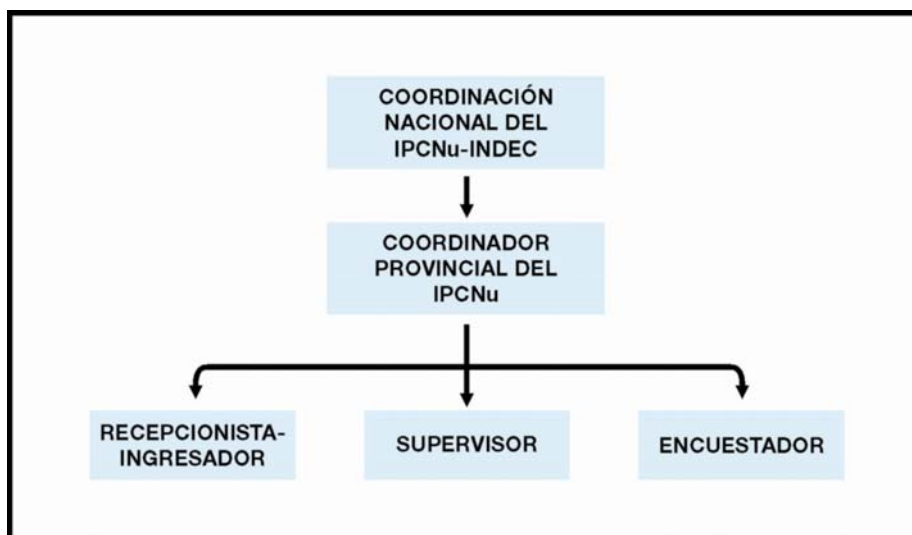 COORDINACIÓN
NACIONAL DEL
IPCNu-INDEC
COORDINADOR
PROVINCIAL DEL
IPCNu
RECEPCIONISTA-
INGRESADOR
SUPERVISOR
ENCUESTADOR